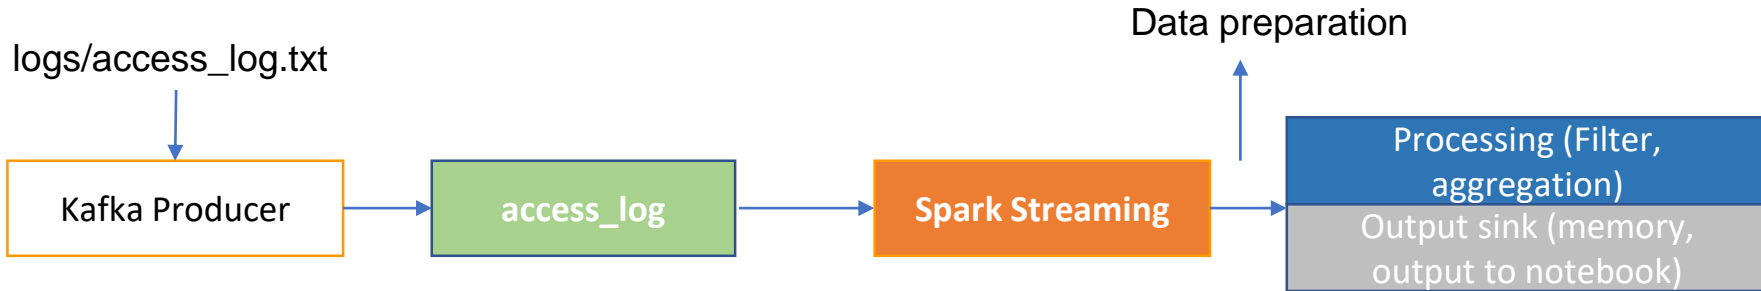 Data preparation
logs/access_log.txt
Kafka Producer
access_log
Spark Streaming
Processing (Filter,
aggregation)
Output sink (memory,
output to notebook)